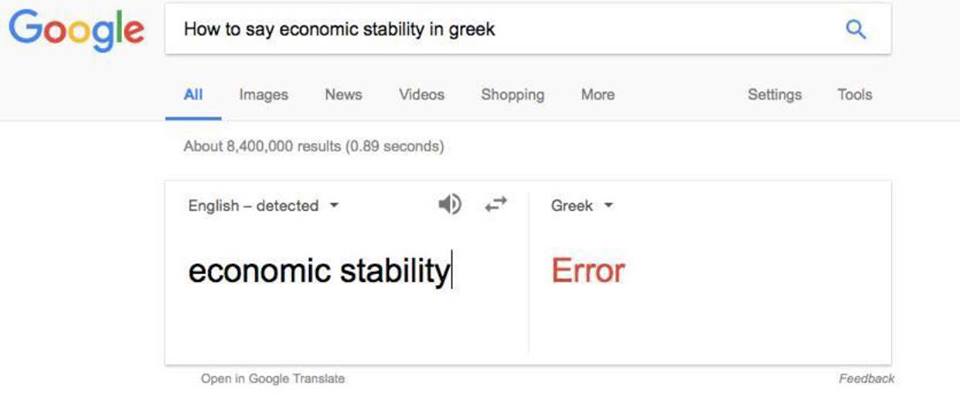 Google
How to say economic stability in greek
All Images News Videos Shopping More Settings Tools
About 8,400,000 results (0.89 seconds)
English – detected Greek
economic stability Error
Open in Google Translate Feedback